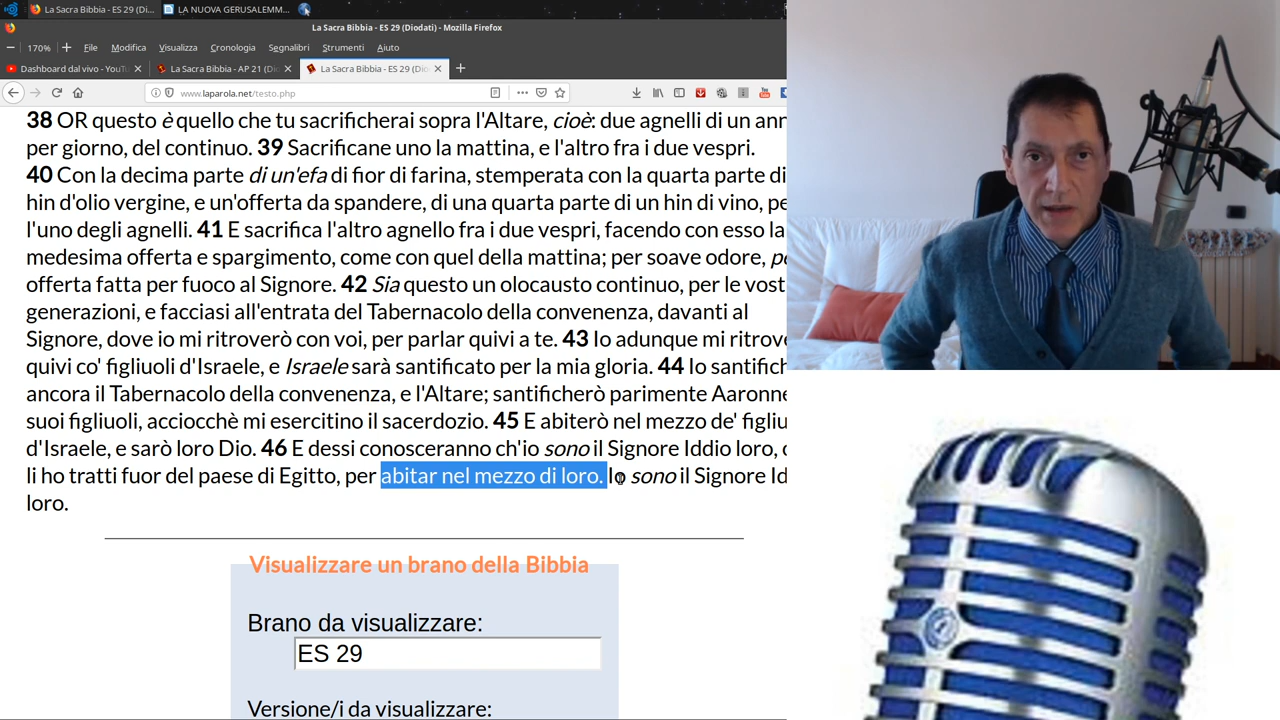 La Sacra Bibbia - ES 29 (Di... LA NUOVA GERUSALEMM...
La Sacra Bibbia - ES 29 (Diodati) - Mozilla Firefox
170% File Modifica Visualizza Cronologia Segnalibri Strumenti Aiuto
Dashboard dal vivo - YouTu La Sacra Bibbia - AP 21 (Dio La Sacra Bibbia - ES 29 (Dio
www.laparola.net/testo.php
38 OR questo è quello che tu sacrificherai sopra l'Altare, cioè: due agnelli di un ann
per giorno, del continuo. 39 Sacrificane uno la mattina, e l'altro fra i due vespri.
40 Con la decima parte di un'efa di fior di farina, stemperata con la quarta parte di
hin d'olio vergine, e un'offerta da spandere, di una quarta parte di un hin di vino, pe
l'uno degli agnelli. 41 E sacrifica l'altro agnello fra i due vespri, facendo con esso la
medesima offerta e spargimento, come con quel della mattina; per soave odore, pe
offerta fatta per fuoco al Signore. 42 Sia questo un olocausto continuo, per le vost
generazioni, e facciasi all'entrata del Tabernacolo della convenenza, davanti al
Signore, dove io mi ritroverò con voi, per parlar quivi a te. 43 Io adunque mi ritrove
quivi co' figliuoli d'Israele, e Israele sarà santificato per la mia gloria. 44 Io santifich
ancora il Tabernacolo della convenenza, e l'Altare; santificherò parimente Aaronne
suoi figliuoli, acciocchè mi esercitino il sacerdozio. 45 E abiterò nel mezzo de' figliu
d'Israele, e sarò loro Dio. 46 E dessi conosceranno ch'io sono il Signore Iddio loro, c
li ho tratti fuor del paese di Egitto, per abitar nel mezzo di loro. Io sono il Signore Id
loro.
Visualizzare un brano della Bibbia
Brano da visualizzare:
ES 29
Versione/i da visualizzare: